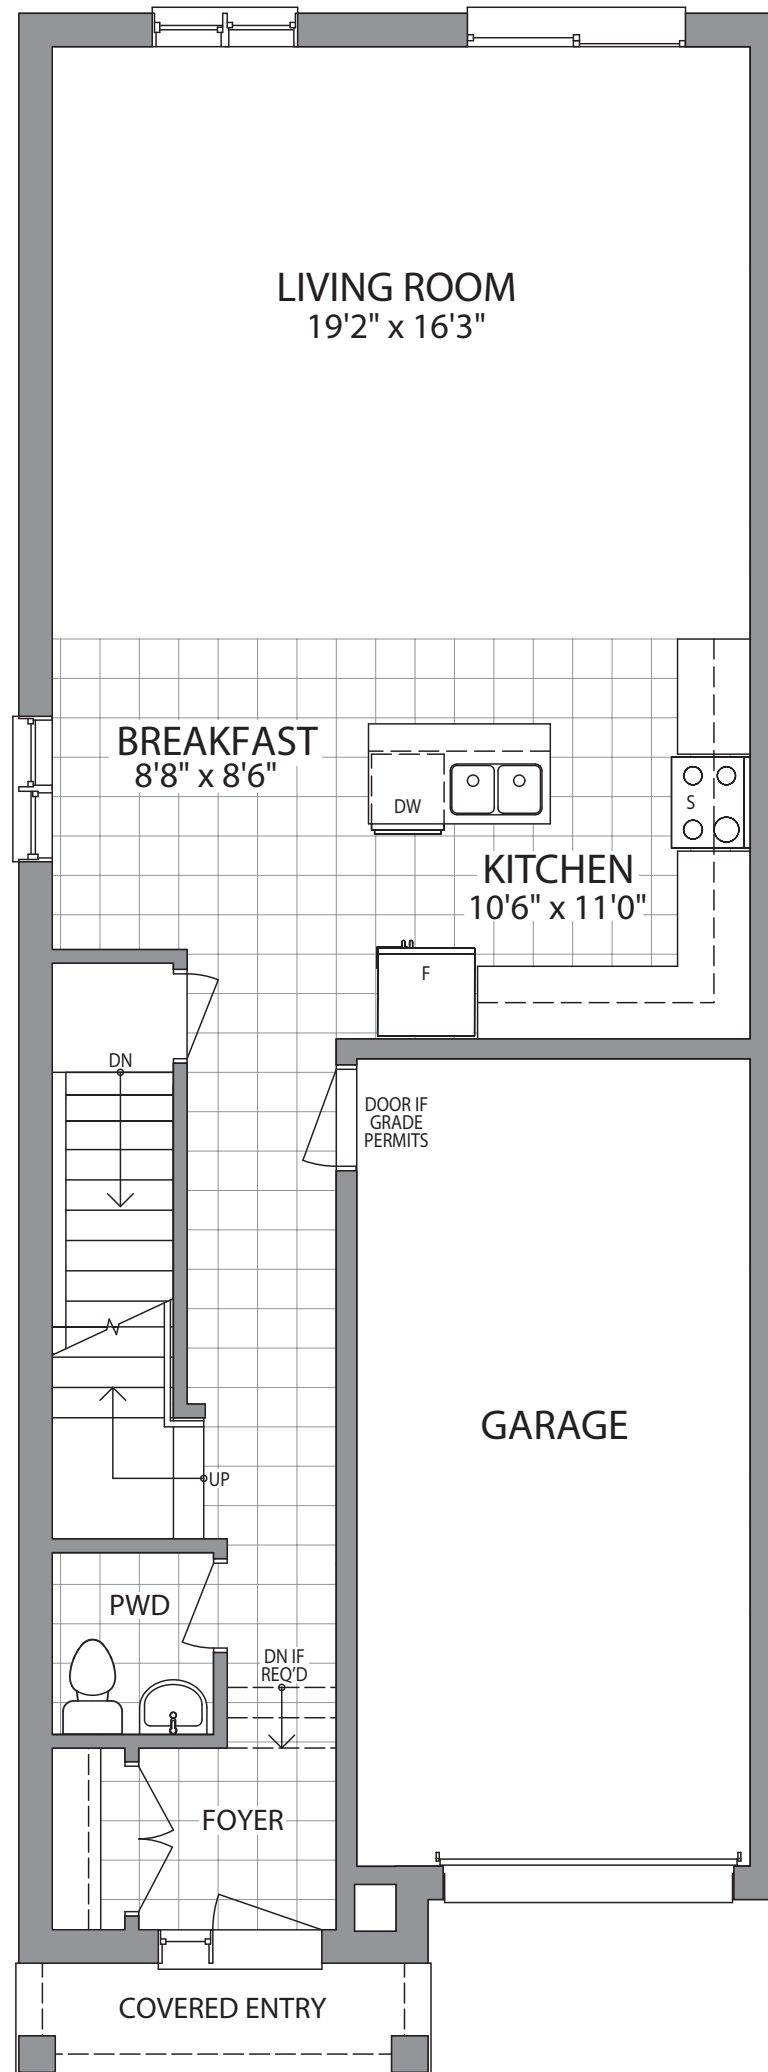 LIVING ROOM
19'2" x 16'3"
BREAKFAST
8'8" x 8'6"
DW
S
KITCHEN
10'6" x 11'0"
F
DN
DOOR IF
GRADE
PERMITS
GARAGE
UP
PWD
DN IF
REQ'D
FOYER
COVERED ENTRY